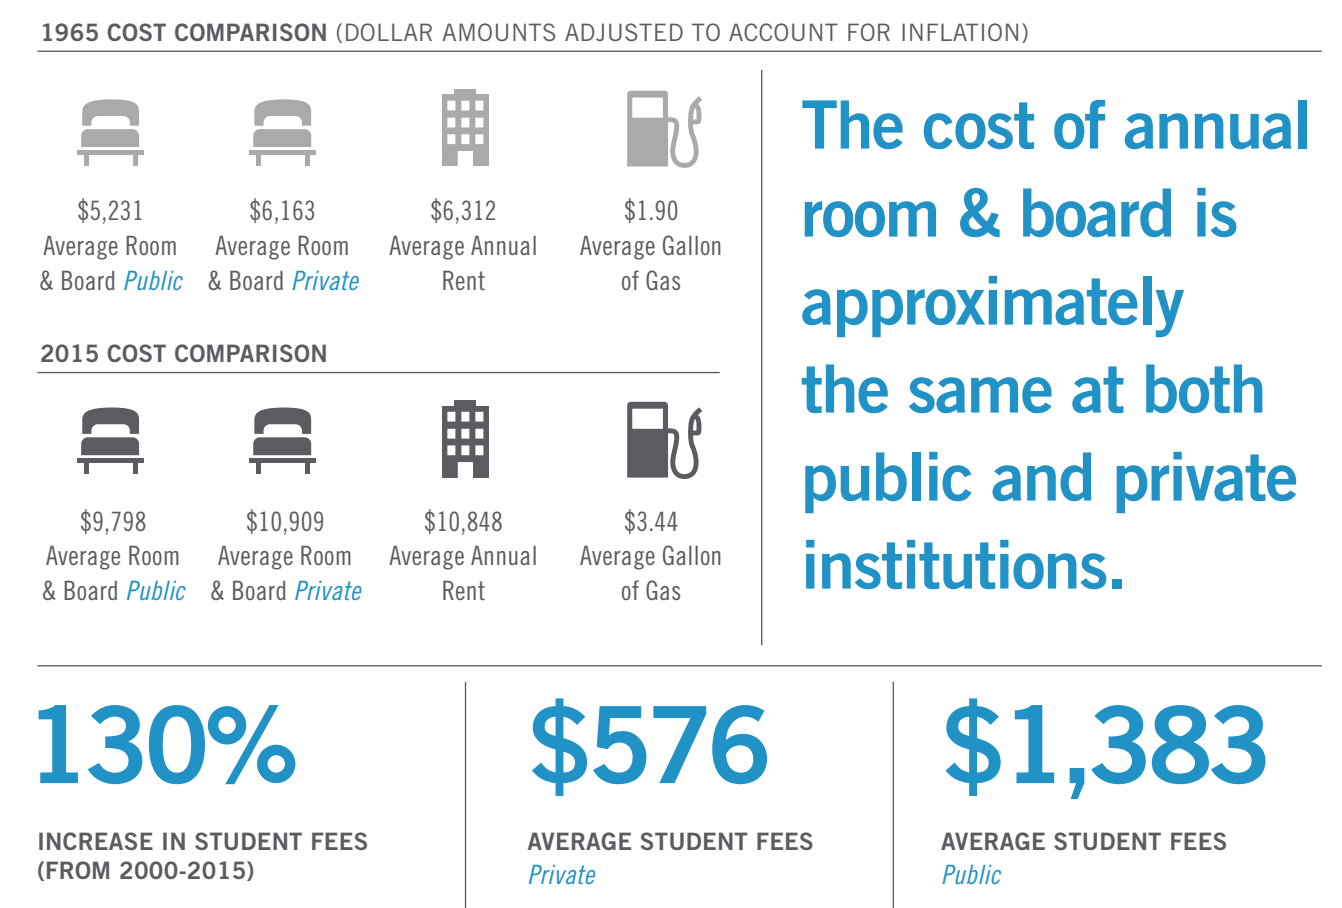 1965 COST COMPARISON (DOLLAR AMOUNTS ADJUSTED TO ACCOUNT FOR INFLATION)
$5,231
Average Room
& Board Public
$6,163
Average Room
& Board Private
$6,312
Average Annual
Rent
$1.90
Average Gallon
of Gas
2015 COST COMPARISON
$9,798
Average Room
& Board Public
$10,909
Average Room
& Board Private
$10,848
Average Annual
Rent
$3.44
Average Gallon
of Gas
The cost of annual
room & board is
approximately
the same at both
public and private
institutions.
130%
INCREASE IN STUDENT FEES
(FROM 2000-2015)
$576
AVERAGE STUDENT FEES
Private
$1,383
AVERAGE STUDENT FEES
Public